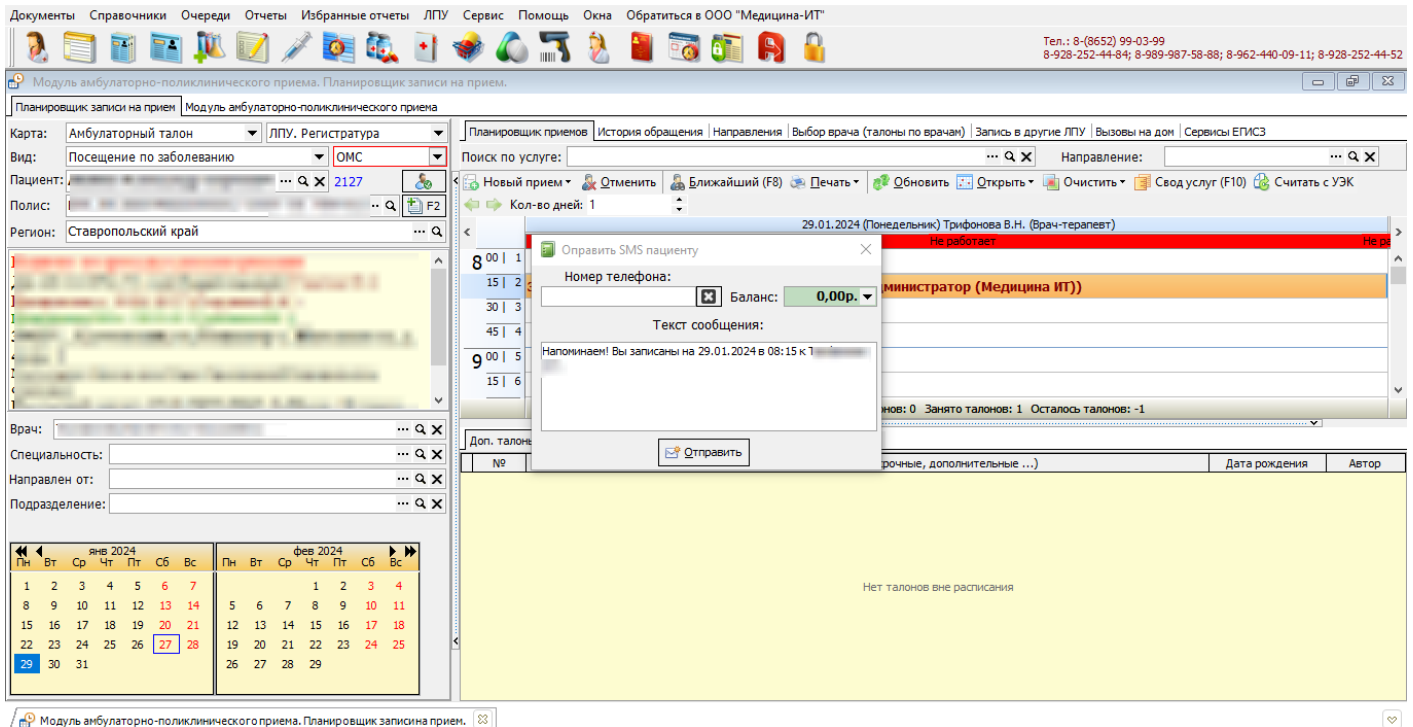 Документы Справочники Очереди Отчеты Избранные отчеты ЛПУ Сервис Помощь Окна Обратиться в ООО "Медицина-ИТ"
Тел.: 8-(8652) 99-03-99
8-928-252-44-84; 8-989-987-58-88; 8-962-440-09-11; 8-928-252-44-52
Модуль амбулаторно-поликлинического приема. Планировщик записи на прием.
Планировщик записи на прием Модуль амбулаторно-поликлинического приема
Карта: Амбулаторный талон ЛПУ. Регистратура
Вид: Посещение по заболеванию ОМС
Пациент: 2127
Полис: F2
Регион: Ставропольский край
Врач:
Специальность:
Направлен от:
Подразделение:
янв 2024
Пн Вт Ср Чт Пт Сб Вс
1 2 3 4 5 6 7
8 9 10 11 12 13 14
15 16 17 18 19 20 21
22 23 24 25 26 27 28
29 30 31
фев 2024
Пн Вт Ср Чт Пт Сб Вс
1 2 3 4
5 6 7 8 9 10 11
12 13 14 15 16 17 18
19 20 21 22 23 24 25
26 27 28 29
Планировщик приемов История обращения Направления Выбор врача (талоны по врачам) Запись в другие ЛПУ Вызовы на дом Сервисы ЕГИСЗ
Поиск по услуге: Направление:
Новый прием Отменить Ближайший (F8) Печать Обновить Открыть Очистить Свод услуг (F10) Считать с УЭК
Кол-во дней: 1
29.01.2024 (Понедельник) Трифонова В.Н. (Врач-терапевт)
Не работает Не ра
8 00 | 1
15 | 2 министратор (Медицина ИТ))
30 | 3
45 | 4
9 00 | 5
15 | 6
нов: 0 Занято талонов: 1 Осталось талонов: -1
Оправить SMS пациенту
Номер телефона:
Баланс: 0,00р.
Текст сообщения:
Напоминаем! Вы записаны на 29.01.2024 в 08:15 к Т
Отправить
Доп. талоны
№ рочные, дополнительные ...) Дата рождения Автор
Нет талонов вне расписания
Модуль амбулаторно-поликлинического приема. Планировщик записи на прием.